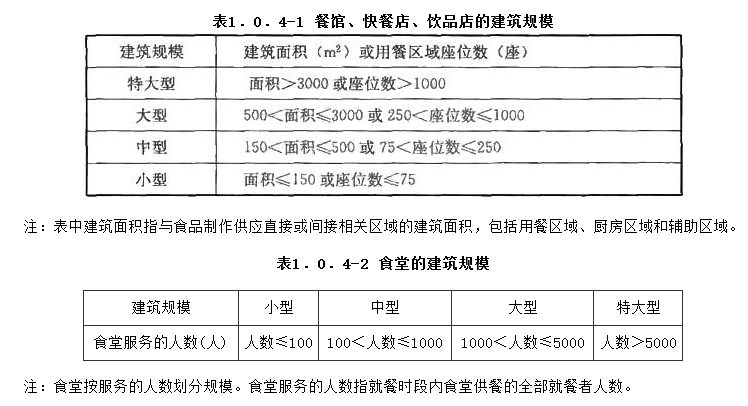 表1.0.4-1 餐馆、快餐店、饮品店的建筑规模
建筑规模 建筑面积（m²）或用餐区域座位数（座）
特大型 面积＞3000或座位数＞1000
大型 500＜面积≤3000或250＜座位数≤1000
中型 150＜面积≤500或75＜座位数≤250
小型 面积≤150或座位数≤75
注：表中建筑面积指与食品制作供应直接或间接相关区域的建筑面积，包括用餐区域、厨房区域和辅助区域。
表1.0.4-2 食堂的建筑规模
建筑规模 小型 中型 大型 特大型
食堂服务的人数(人) 人数≤100 100＜人数≤1000 1000＜人数≤5000 人数＞5000
注：食堂按服务的人数划分规模。食堂服务的人数指就餐时段内食堂供餐的全部就餐者人数。